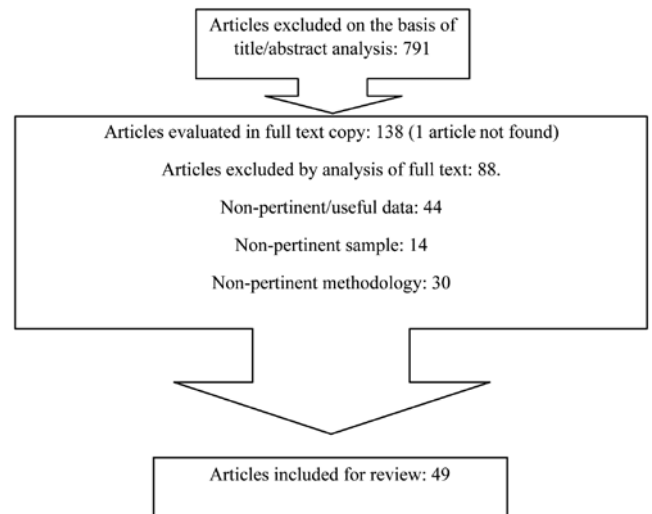 Articles excluded on the basis of
title/abstract analysis: 791
Articles evaluated in full text copy: 138 (1 article not found)
Articles excluded by analysis of full text: 88.
Non-pertinent/useful data: 44
Non-pertinent sample: 14
Non-pertinent methodology: 30
Articles included for review: 49